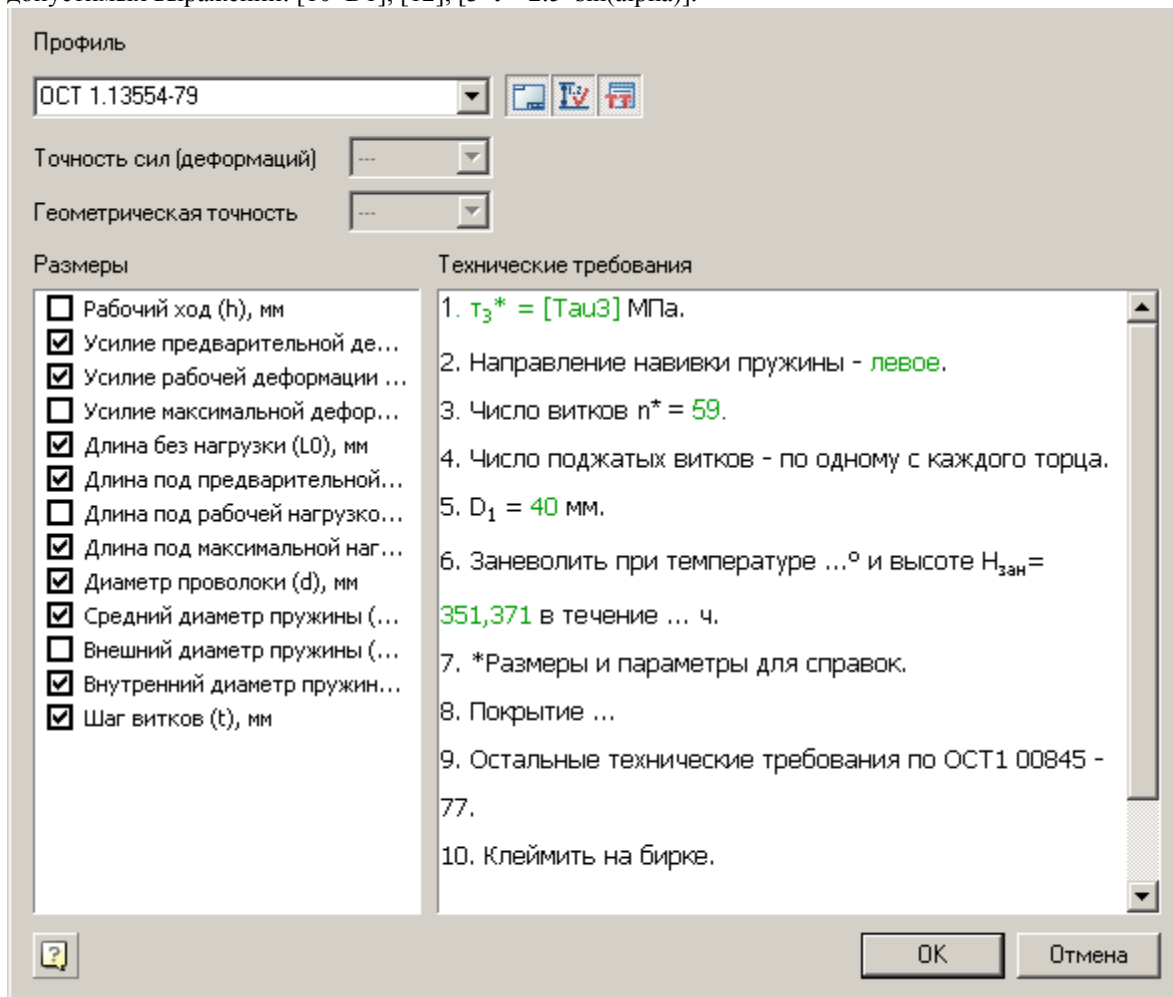 Профиль
ОСТ 1.13554-79
Точность сил (деформаций) ---
Геометрическая точность ---
Размеры
Рабочий ход (h), мм
Усилие предварительной де...
Усилие рабочей деформации ...
Усилие максимальной дефор...
Длина без нагрузки (L0), мм
Длина под предварительной...
Длина под рабочей нагрузко...
Длина под максимальной наг...
Диаметр проволоки (d), мм
Средний диаметр пружины (...
Внешний диаметр пружины (...
Внутренний диаметр пружин...
Шаг витков (t), мм
Технические требования
1. τ₃* = [Tau3] МПа.
2. Направление навивки пружины - левое.
3. Число витков n* = 59.
4. Число поджатых витков - по одному с каждого торца.
5. D₁ = 40 мм.
6. Заневолить при температуре ...º и высоте Hзан=
351,371 в течение ... ч.
7. *Размеры и параметры для справок.
8. Покрытие ...
9. Остальные технические требования по ОСТ1 00845 -
77.
10. Клеймить на бирке.
OK
Отмена